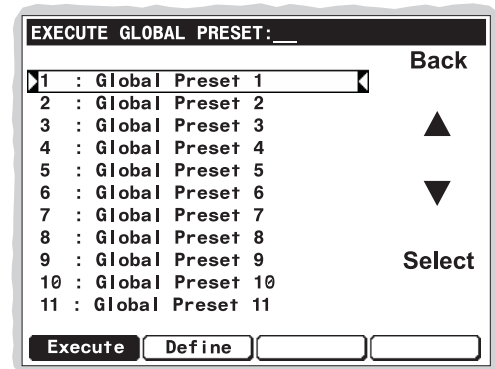 EXECUTE GLOBAL PRESET:__
Back
1 : Global Preset 1
2 : Global Preset 2
3 : Global Preset 3
4 : Global Preset 4
5 : Global Preset 5
6 : Global Preset 6
7 : Global Preset 7
8 : Global Preset 8
9 : Global Preset 9
Select
10 : Global Preset 10
11 : Global Preset 11
Execute Define